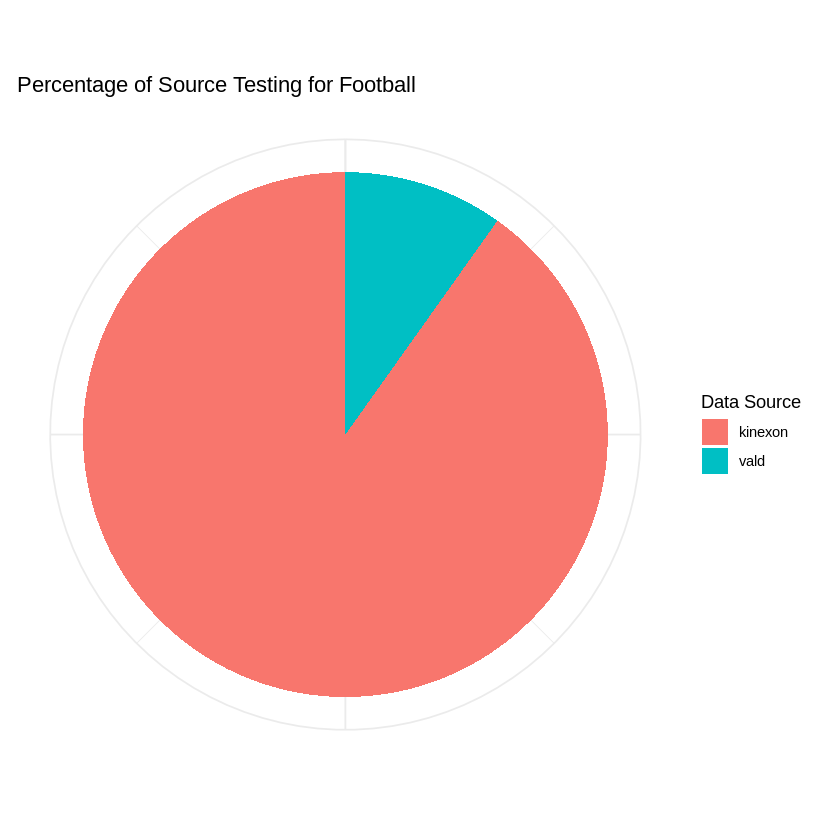 Percentage of Source Testing for Football
Data Source
kinexon
vald